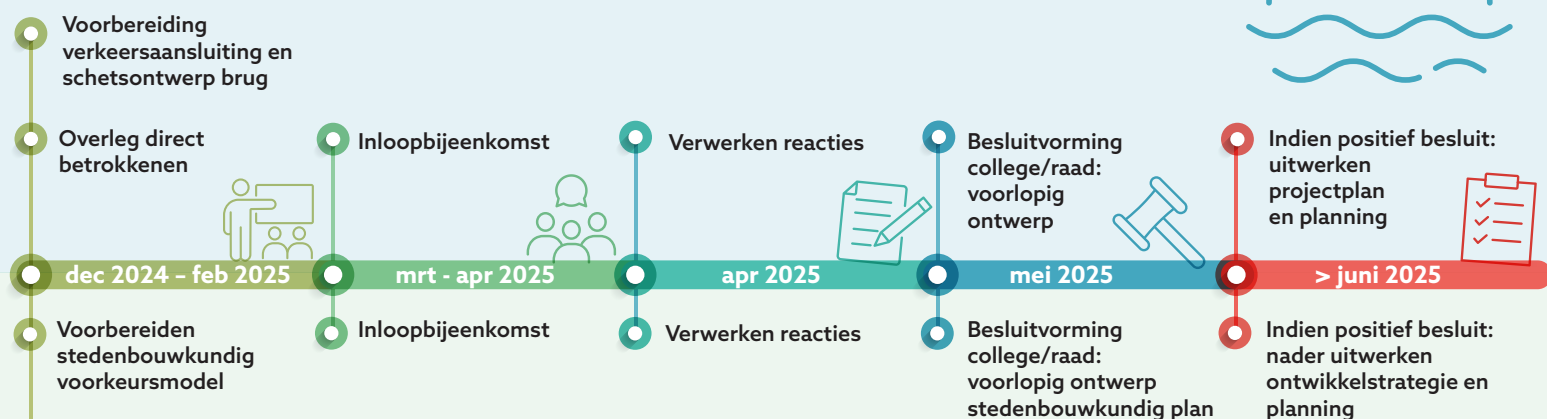 Voorbereiding
verkeersaansluiting en
schetsontwerp brug
Overleg direct
betrokkenen
Inloopbijeenkomst
Verwerken reacties
Besluitvorming
college/raad:
voorlopig
ontwerp
Indien positief besluit:
uitwerken
projectplan
en planning
dec 2024 – feb 2025
mrt - apr 2025
apr 2025
mei 2025
> juni 2025
Voorbereiden
stedenbouwkundig
voorkeursmodel
Inloopbijeenkomst
Verwerken reacties
Besluitvorming
college/raad:
voorlopig ontwerp
stedenbouwkundig plan
Indien positief besluit:
nader uitwerken
ontwikkelstrategie en
planning